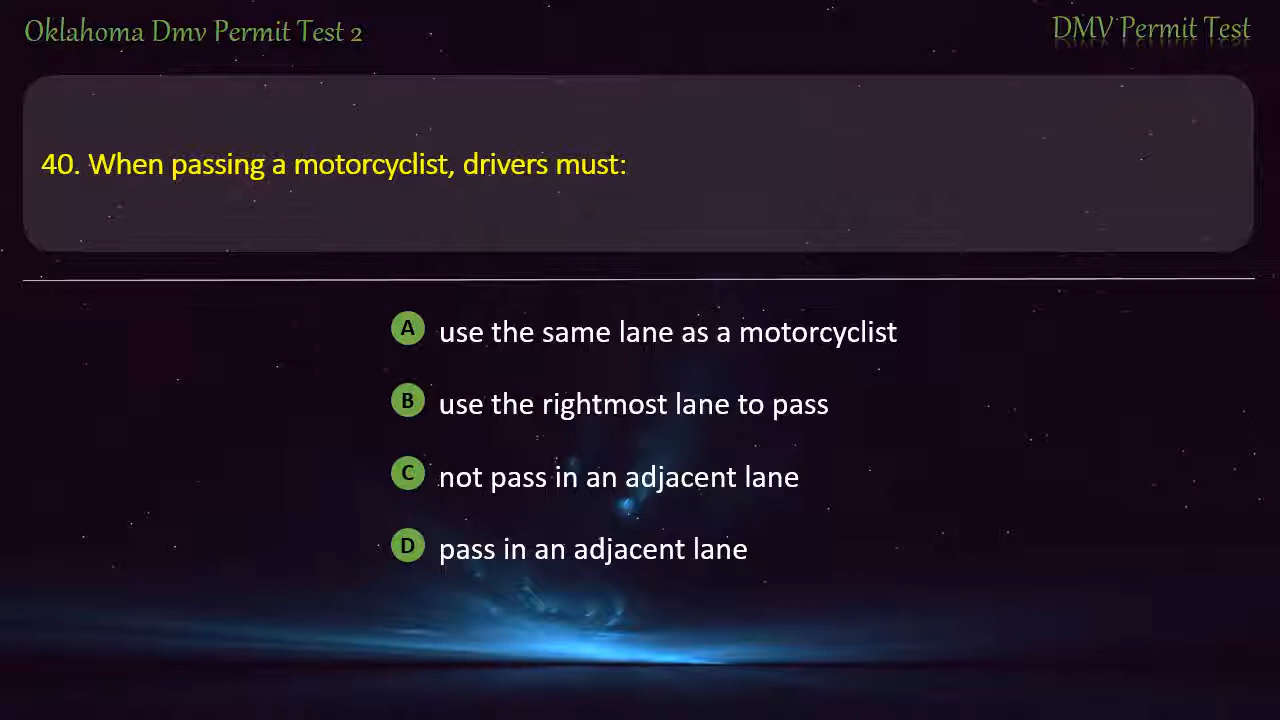 Oklahoma Dmv Permit Test 2
DMV Permit Test
40. When passing a motorcyclist, drivers must:
A use the same lane as a motorcyclist
B use the rightmost lane to pass
C not pass in an adjacent lane
D pass in an adjacent lane